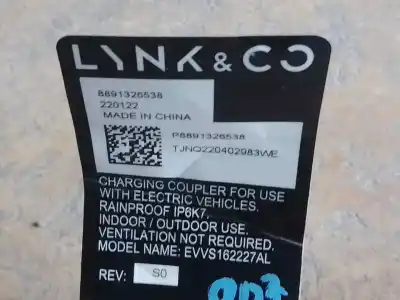 LYNK & CO
8891326538
220122
MADE IN CHINA
P8891326538
TJNQ220402983WE
CHARGING COUPLER FOR USE
WITH ELECTRIC VEHICLES.
RAINPROOF IP6K7,
INDOOR / OUTDOOR USE.
VENTILATION NOT REQUIRED.
MODEL NAME: EVVS162227AL
REV: S0